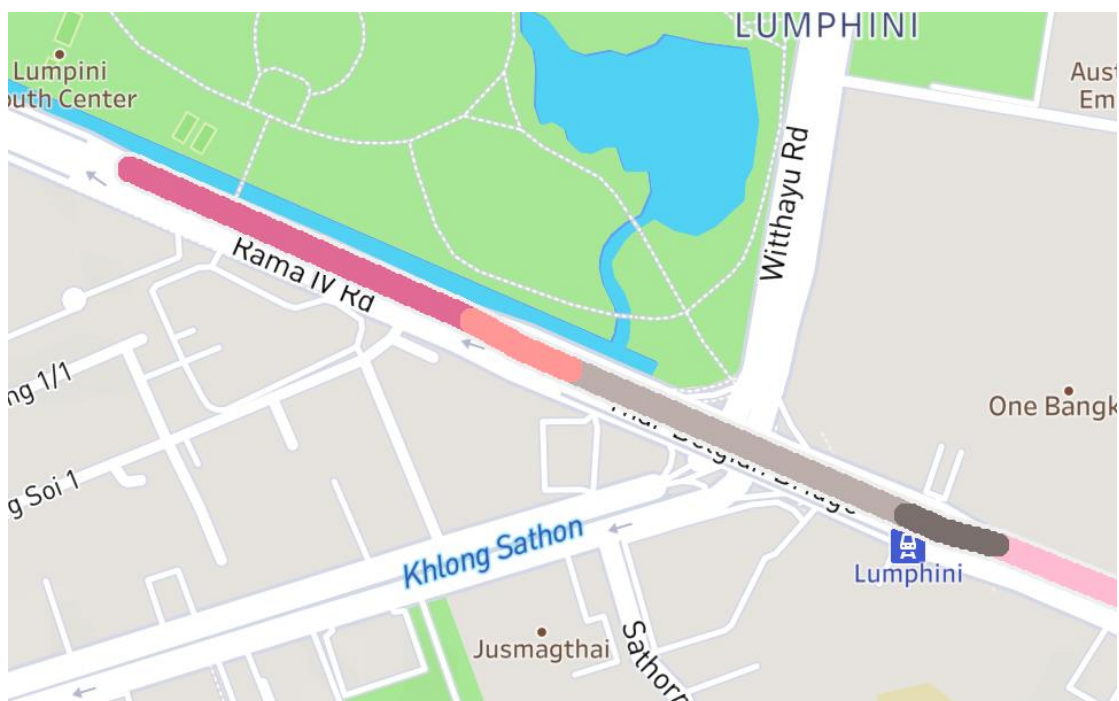 LUMPHINI
Lumpini
outh Center
Aust
Em
Witthayu Rd
Rama IV Rd
ng 1/1
One Bangk
g Soi 1
Khlong Sathon
Lumphini
Jusmagthai
Sathorn